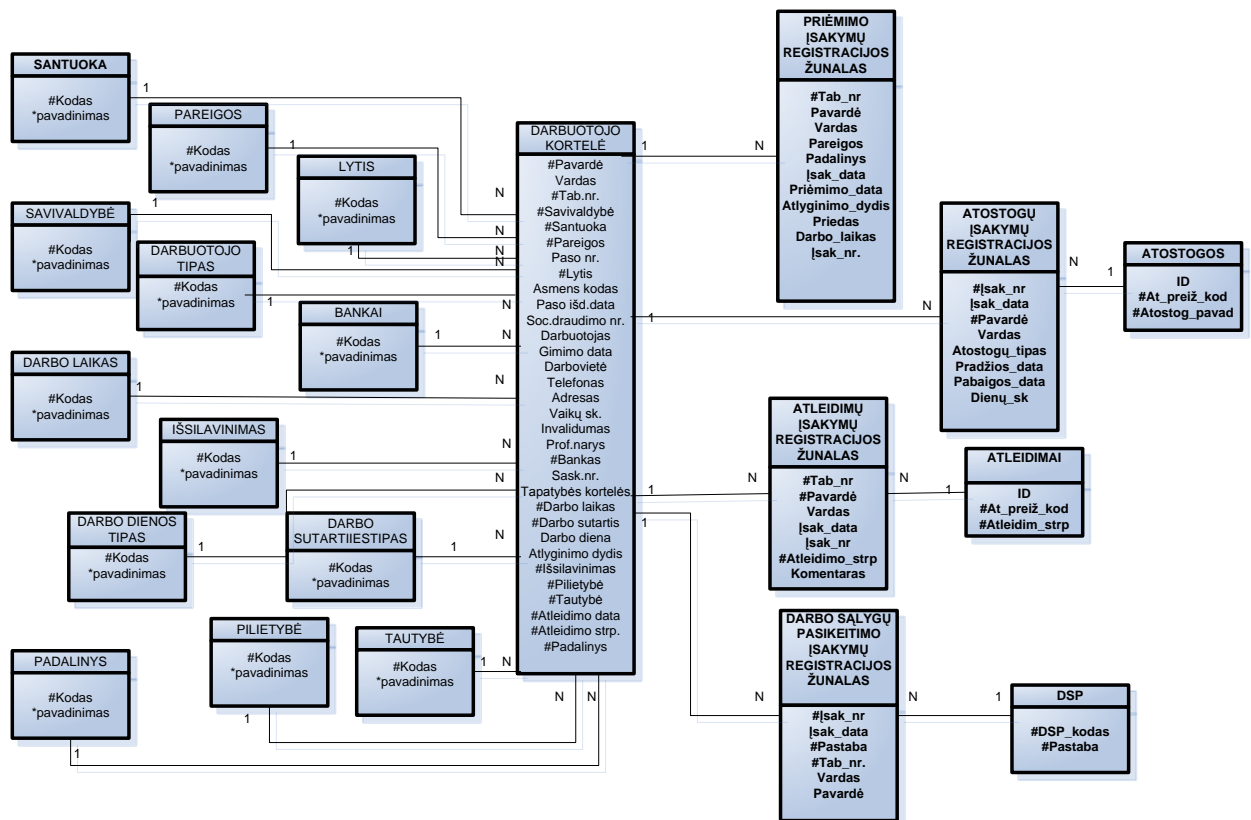 SANTUOKA
#Kodas
*pavadinimas
1
PAREIGOS
#Kodas
*pavadinimas
1
LYTIS
#Kodas
*pavadinimas
1
SAVIVALDYBĖ
#Kodas
*pavadinimas
1
DARBUOTOJO
TIPAS
#Kodas
*pavadinimas
1
BANKAI
#Kodas
*pavadinimas
1
DARBO LAIKAS
#Kodas
*pavadinimas
1
IŠSILAVINIMAS
#Kodas
*pavadinimas
1
DARBO DIENOS
TIPAS
#Kodas
*pavadinimas
1
DARBO
SUTARTIIESTIPAS
#Kodas
*pavadinimas
1
PILIETYBĖ
#Kodas
*pavadinimas
1
TAUTYBĖ
#Kodas
*pavadinimas
1
PADALINYS
#Kodas
*pavadinimas
1
N
N
N
N
N
N
N
N
N
N
N
N
N
DARBUOTOJO
KORTELĖ
#Pavardė
Vardas
#Tab.nr.
#Savivaldybė
#Santuoka
#Pareigos
Paso nr.
#Lytis
Asmens kodas
Paso išd.data
Soc.draudimo nr.
Darbuotojas
Gimimo data
Darbovietė
Telefonas
Adresas
Vaikų sk.
Invalidumas
Prof.narys
#Bankas
Sask.nr.
Tapatybės kortelės
#Darbo laikas
#Darbo sutartis
Darbo diena
Atlyginimo dydis
#Išsilavinimas
#Pilietybė
#Tautybė
#Atleidimo data
#Atleidimo strp.
#Padalinys
1
N
PRIĖMIMO
ĮSAKYMŲ
REGISTRACIJOS
ŽUNALAS
#Tab_nr
Pavardė
Vardas
Pareigos
Padalinys
Įsak_data
Priėmimo_data
Atlyginimo_dydis
Priedas
Darbo_laikas
Įsak_nr.
1
N
ATOSTOGŲ
ĮSAKYMŲ
REGISTRACIJOS
ŽUNALAS
#Įsak_nr
Įsak_data
#Pavardė
Vardas
Atostogų_tipas
Pradžios_data
Pabaigos_data
Dienų_sk
N
1
ATOSTOGOS
ID
#At_preiž_kod
#Atostog_pavad
1
N
ATLEIDIMŲ
ĮSAKYMŲ
REGISTRACIJOS
ŽUNALAS
#Tab_nr
#Pavardė
Vardas
Įsak_data
Įsak_nr
#Atleidimo_strp
Komentaras
N
1
ATLEIDIMAI
ID
#At_preiž_kod
#Atleidim_strp
1
N
DARBO SĄLYGŲ
PASIKEITIMO
ĮSAKYMŲ
REGISTRACIJOS
ŽUNALAS
#Įsak_nr
Įsak_data
#Pastaba
#Tab_nr.
Vardas
Pavardė
N
1
DSP
#DSP_kodas
#Pastaba